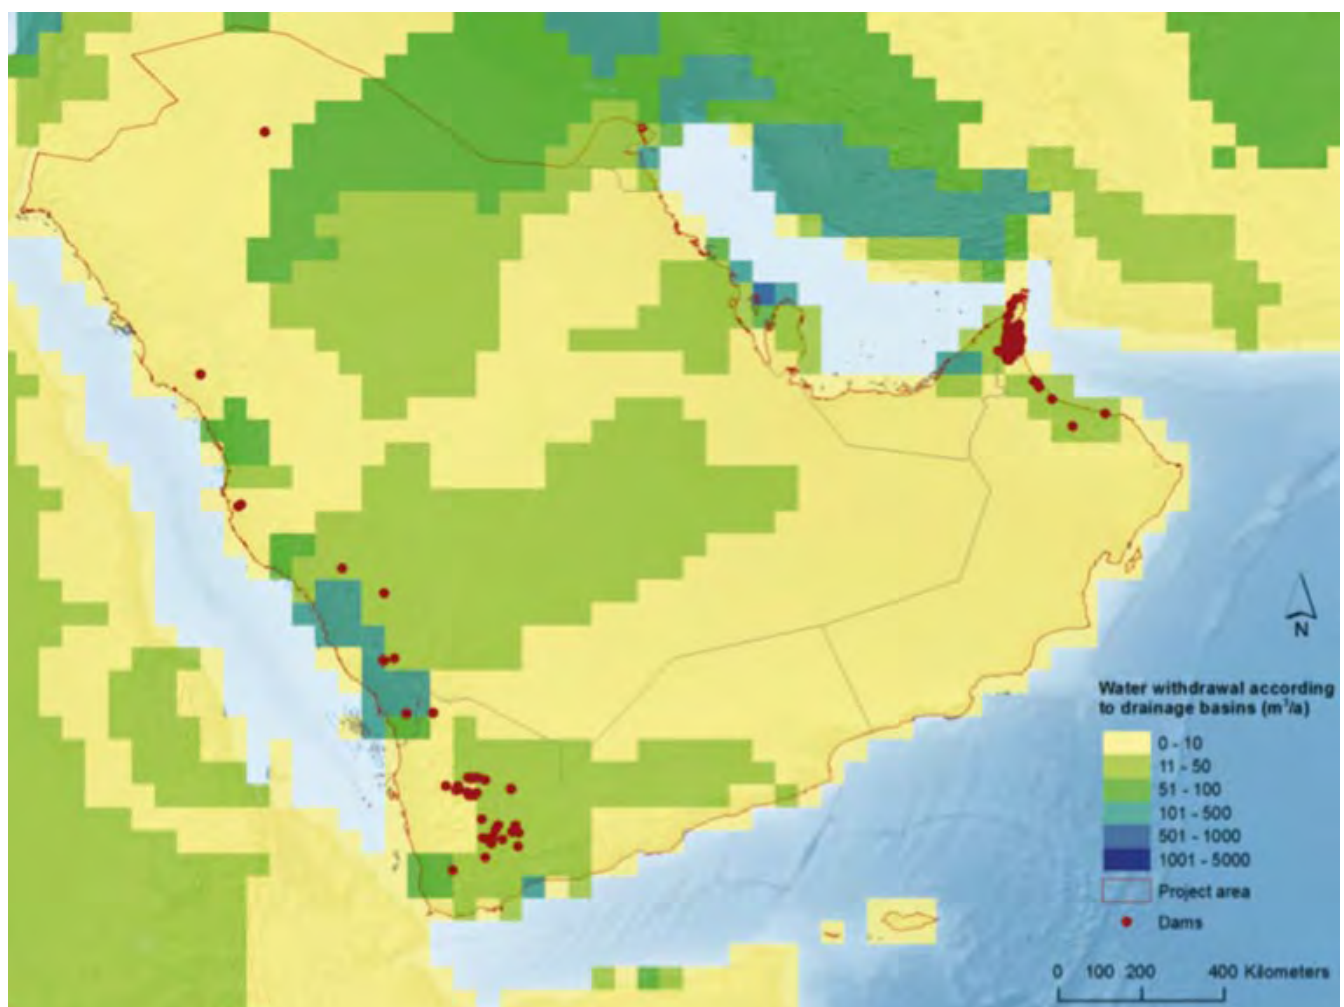 N
Water withdrawal according
to drainage basins (m³/a)
0 - 10
11 - 50
51 - 100
101 - 500
501 - 1000
1001 - 5000
Project area
Dams
0 100 200 400 Kilometers